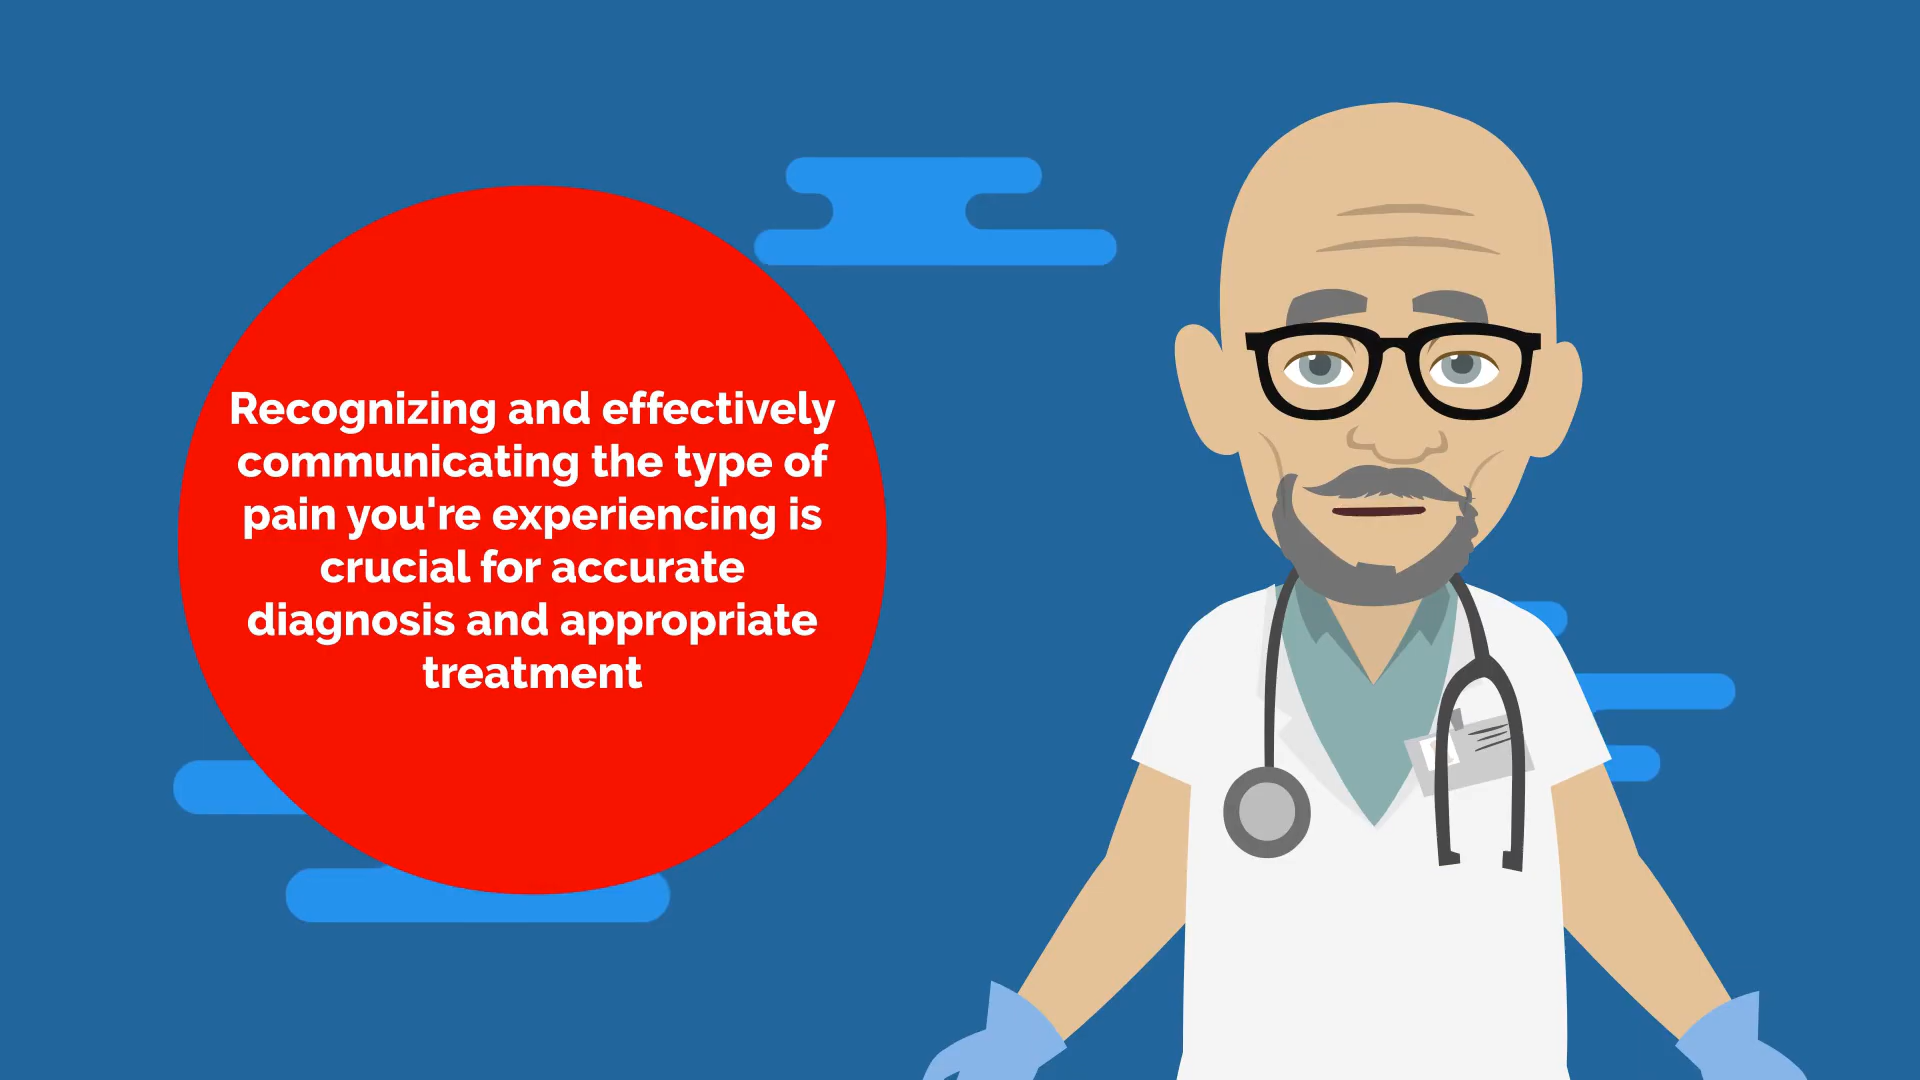 Recognizing and effectively
communicating the type of
pain you're experiencing is
crucial for accurate
diagnosis and appropriate
treatment